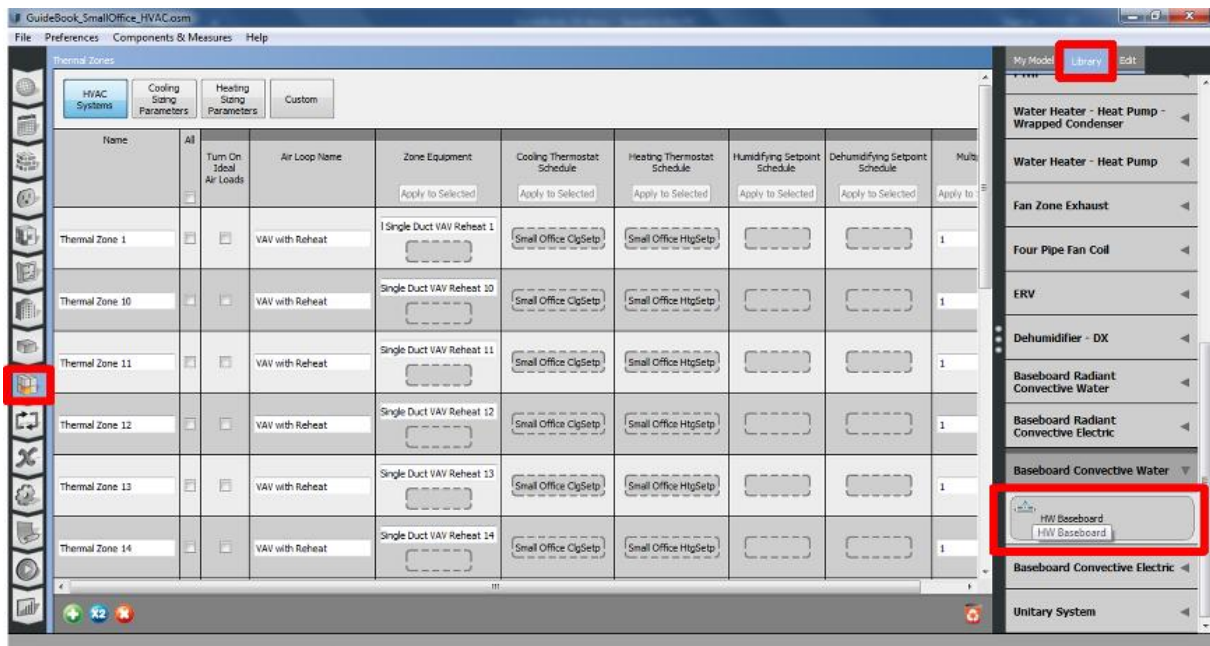 GuideBook_SmallOffice_HVAC.osm
File Preferences Components & Measures Help
Thermal Zones
HVAC
Systems
Cooling
Sizing
Parameters
Heating
Sizing
Parameters
Custom
Name
All
Turn On
Ideal
Air Loads
Air Loop Name
Zone Equipment
Apply to Selected
Cooling Thermostat
Schedule
Apply to Selected
Heating Thermostat
Schedule
Apply to Selected
Humidifying Setpoint
Schedule
Apply to Selected
Dehumidifying Setpoint
Schedule
Apply to Selected
Multip
Apply to
Thermal Zone 1
VAV with Reheat
l Single Duct VAV Reheat 1
Small Office ClgSetp
Small Office HtgSetp
1
Thermal Zone 10
VAV with Reheat
Single Duct VAV Reheat 10
Small Office ClgSetp
Small Office HtgSetp
1
Thermal Zone 11
VAV with Reheat
Single Duct VAV Reheat 11
Small Office ClgSetp
Small Office HtgSetp
1
Thermal Zone 12
VAV with Reheat
Single Duct VAV Reheat 12
Small Office ClgSetp
Small Office HtgSetp
1
Thermal Zone 13
VAV with Reheat
Single Duct VAV Reheat 13
Small Office ClgSetp
Small Office HtgSetp
1
Thermal Zone 14
VAV with Reheat
Single Duct VAV Reheat 14
Small Office ClgSetp
Small Office HtgSetp
1
x2
My Model Library Edit
Water Heater - Heat Pump -
Wrapped Condenser
Water Heater - Heat Pump
Fan Zone Exhaust
Four Pipe Fan Coil
ERV
Dehumidifier - DX
Baseboard Radiant
Convective Water
Baseboard Radiant
Convective Electric
Baseboard Convective Water
HW Baseboard
HW Baseboard
Baseboard Convective Electric
Unitary System